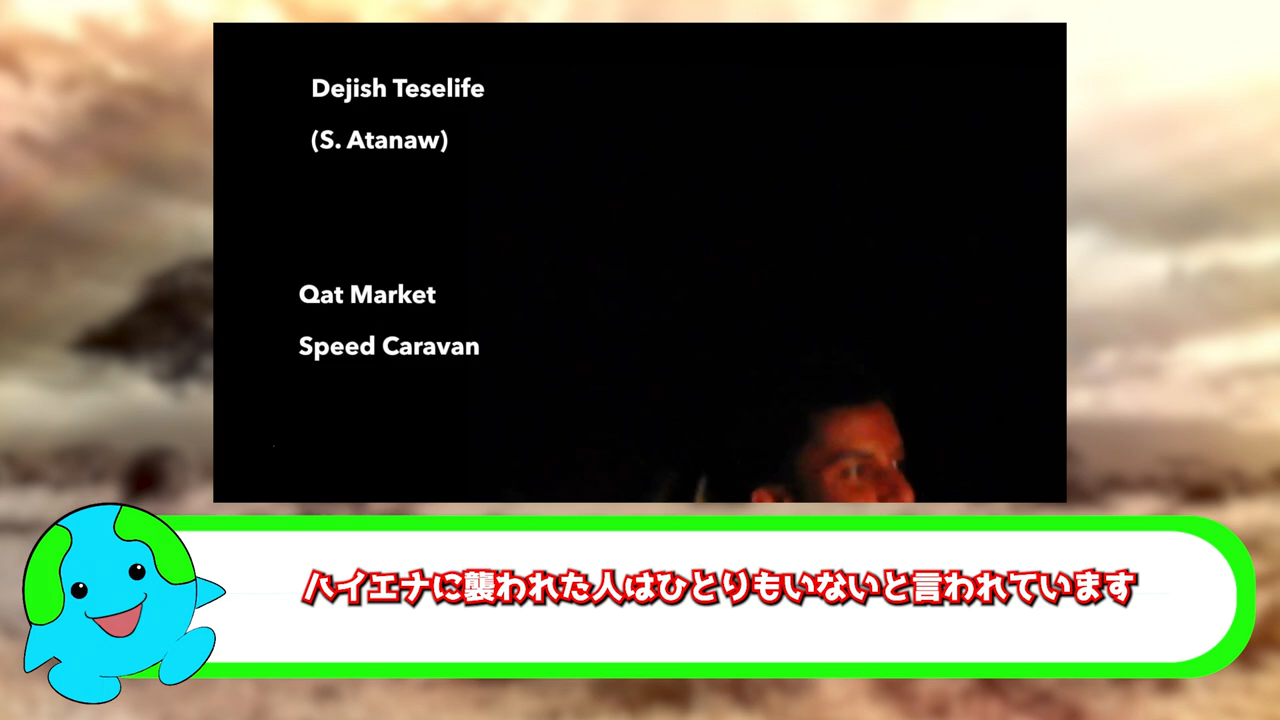 Dejish Teselife
(S. Atanaw)
Qat Market
Speed Caravan
ハイエナに襲われた人はひとりもいないと言われています